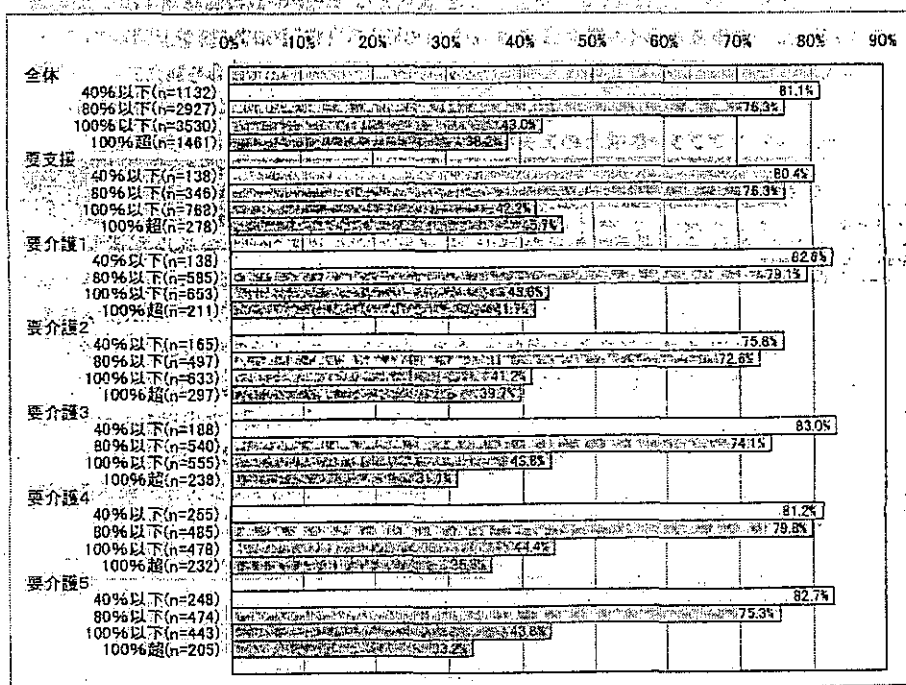 0% 10% 20% 30% 40% 50% 60% 70% 80% 90%
全体
40%以下(n=1132) 81.1%
80%以下(n=2927) 76.3%
100%以下(n=3530) 43.0%
100%超(n=1461) 38.2%
要支援
40%以下(n=138) 80.4%
80%以下(n=346) 76.3%
100%以下(n=768) 42.2%
100%超(n=278)
要介護1
40%以下(n=138) 82.6%
80%以下(n=585) 79.1%
100%以下(n=653) 43.6%
100%超(n=211)
要介護2
40%以下(n=165) 75.8%
80%以下(n=497) 72.6%
100%以下(n=633) 41.2%
100%超(n=297) 39.7%
要介護3
40%以下(n=188) 83.0%
80%以下(n=540) 74.1%
100%以下(n=555) 43.8%
100%超(n=238)
要介護4
40%以下(n=255) 81.2%
80%以下(n=485) 79.8%
100%以下(n=478) 44.4%
100%超(n=232)
要介護5
40%以下(n=248) 82.7%
80%以下(n=474) 75.3%
100%以下(n=443) 43.8%
100%超(n=205) 33.2%